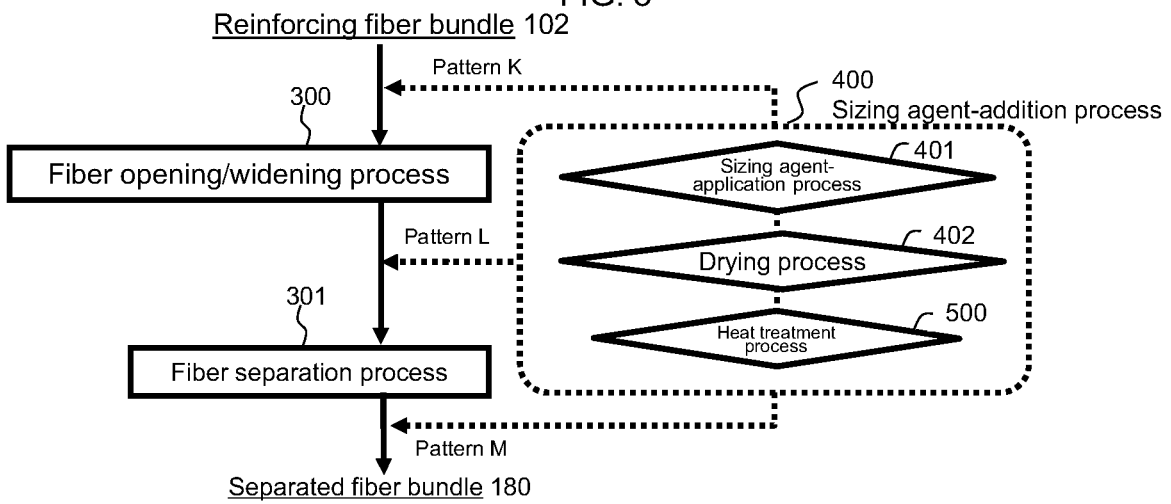 Reinforcing fiber bundle 102
Pattern K
400
Sizing agent-addition process
300
Fiber opening/widening process
401
Sizing agent-
application process
Pattern L
402
Drying process
301
500
Heat treatment
process
Fiber separation process
Pattern M
Separated fiber bundle 180